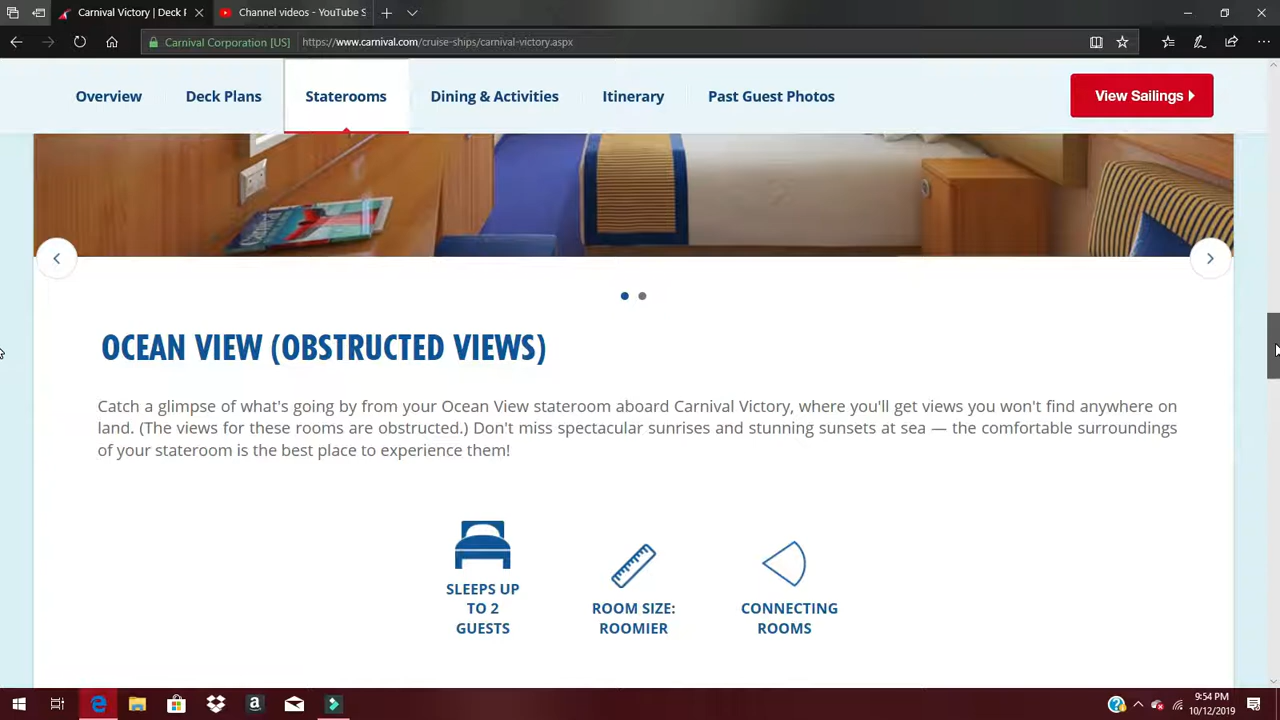 Carnival Victory | Deck F
Channel videos - YouTube S
Carnival Corporation [US]
https://www.carnival.com/cruise-ships/carnival-victory.aspx
Overview
Deck Plans
Staterooms
Dining & Activities
Itinerary
Past Guest Photos
View Sailings
OCEAN VIEW (OBSTRUCTED VIEWS)
Catch a glimpse of what's going by from your Ocean View stateroom aboard Carnival Victory, where you'll get views you won't find anywhere on
land. (The views for these rooms are obstructed.) Don't miss spectacular sunrises and stunning sunsets at sea — the comfortable surroundings
of your stateroom is the best place to experience them!
SLEEPS UP
TO 2
GUESTS
ROOM SIZE:
ROOMIER
CONNECTING
ROOMS
9:54 PM
10/12/2019